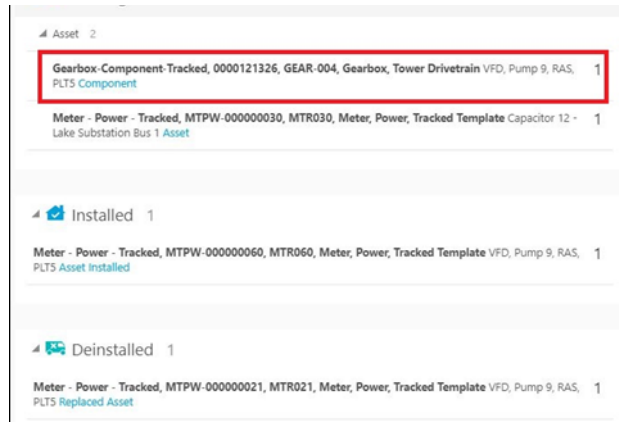 Asset 2
Gearbox-Component-Tracked, 0000121326, GEAR-004, Gearbox, Tower Drivetrain VFD, Pump 9, RAS, 1
PLT5 Component
Meter - Power - Tracked, MTPW-000000030, MTR030, Meter, Power, Tracked Template Capacitor 12 - 1
Lake Substation Bus 1 Asset
Installed 1
Meter - Power - Tracked, MTPW-000000060, MTR060, Meter, Power, Tracked Template VFD, Pump 9, RAS, 1
PLT5 Asset Installed
Deinstalled 1
Meter - Power - Tracked, MTPW-000000021, MTR021, Meter, Power, Tracked Template VFD, Pump 9, RAS, 1
PLT5 Replaced Asset